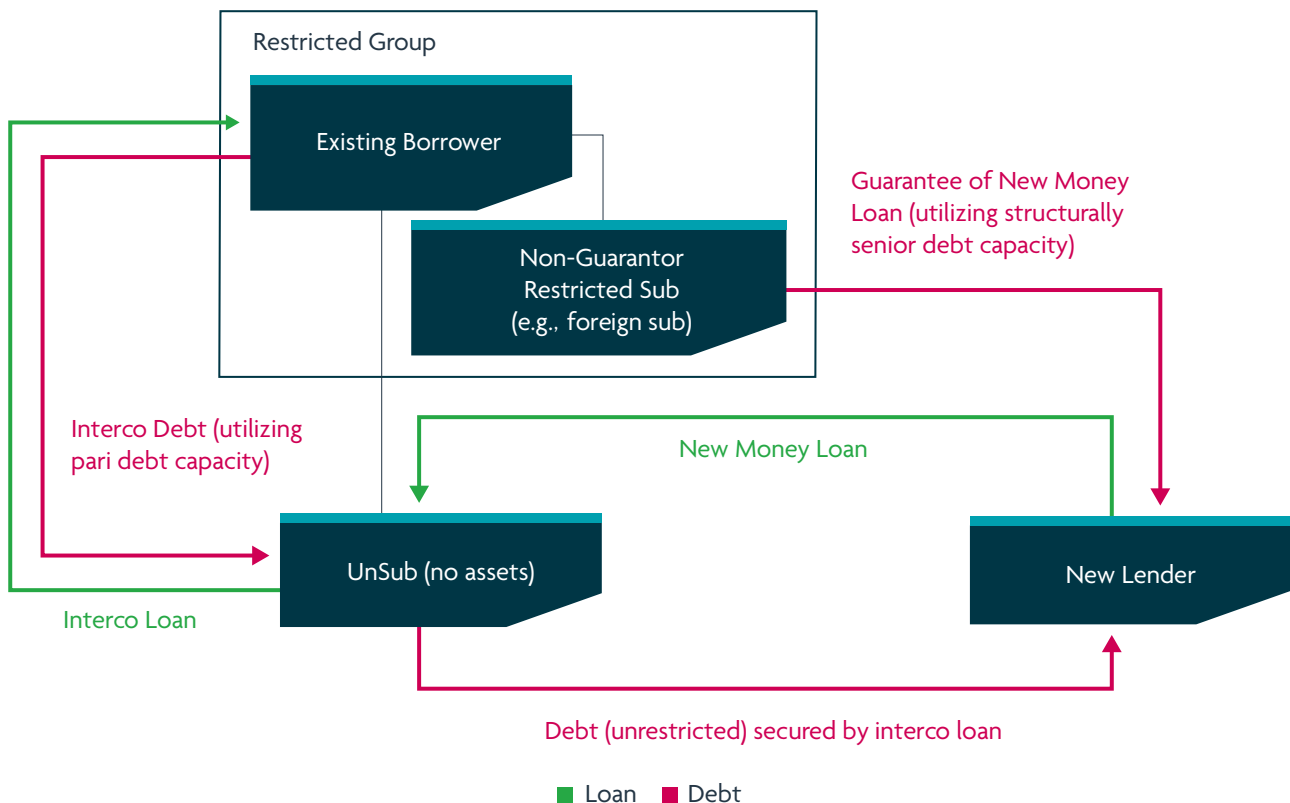 Restricted Group
Existing Borrower
Guarantee of New Money
Loan (utilizing structurally
senior debt capacity)
Non-Guarantor
Restricted Sub
(e.g., foreign sub)
Interco Debt (utilizing
pari debt capacity)
New Money Loan
UnSub (no assets)
New Lender
Interco Loan
Debt (unrestricted) secured by interco loan
Loan
Debt